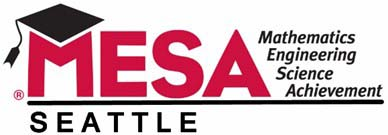 MESA
Mathematics
Engineering
Science
Achievement
®
SEATTLE